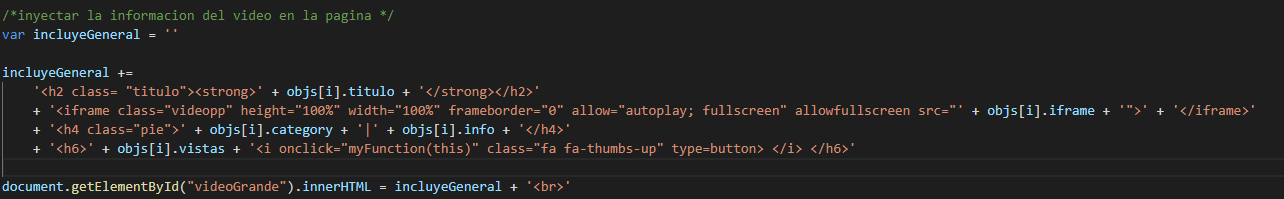 /*inyectar la informacion del video en la pagina */
var incluyeGeneral = ''
incluyeGeneral +=
'<h2 class= "titulo"><strong>' + objs[i].titulo + '</strong></h2>'
+ '<iframe class="videopp" height="100%" width="100%" frameborder="0" allow="autoplay; fullscreen" allowfullscreen src="' + objs[i].iframe + '">' + '</iframe>'
+ '<h4 class="pie">' + objs[i].category + '|' + objs[i].info + '</h4>'
+ '<h6>' + objs[i].vistas + '<i onclick="myFunction(this)" class="fa fa-thumbs-up" type=button> </i> </h6>'
document.getElementById("videoGrande").innerHTML = incluyeGeneral + '<br>'